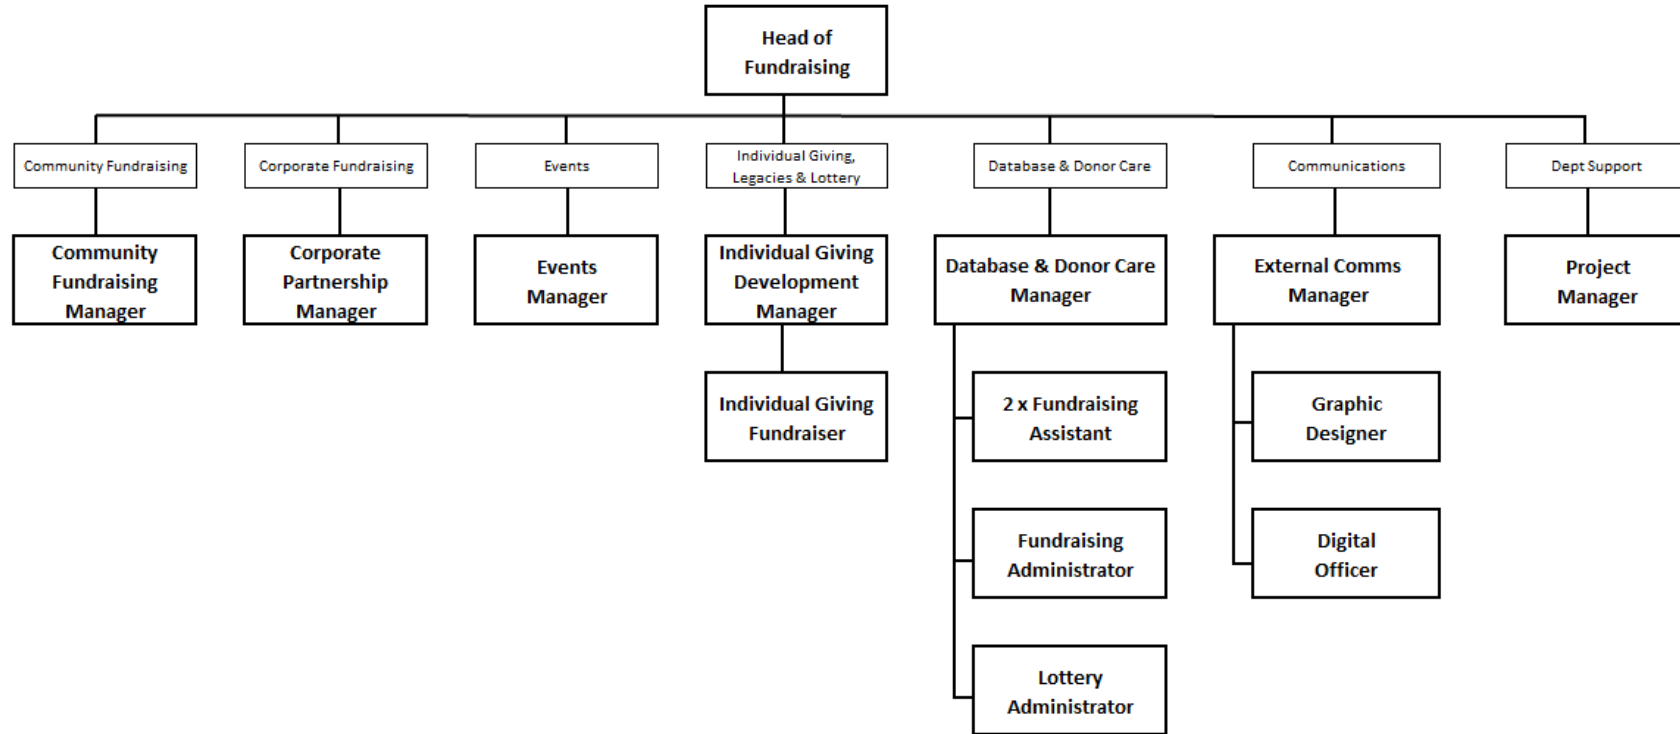 Head of
Fundraising
Community Fundraising
Corporate Fundraising
Events
Individual Giving,
Legacies & Lottery
Database & Donor Care
Communications
Dept Support
Community
Fundraising
Manager
Corporate
Partnership
Manager
Events
Manager
Individual Giving
Development
Manager
Database & Donor Care
Manager
External Comms
Manager
Project
Manager
Individual Giving
Fundraiser
2 x Fundraising
Assistant
Graphic
Designer
Fundraising
Administrator
Digital
Officer
Lottery
Administrator